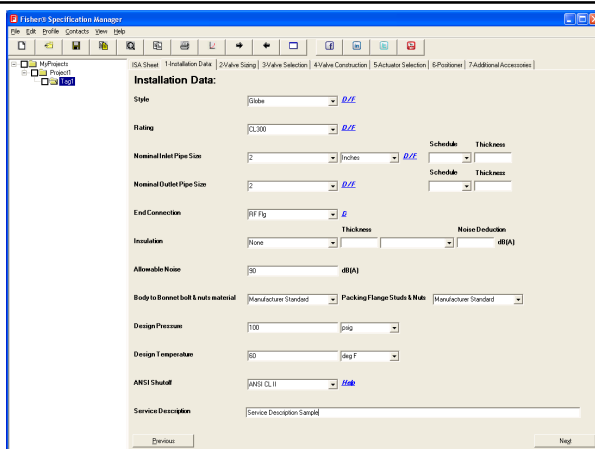 Fisher® Specification Manager
File Edit Profile Contacts View Help
MyProjects
Project1
Tag1
ISA Sheet 1-Installation Data 2-Valve Sizing 3-Valve Selection 4-Valve Construction 5-Actuator Selection 6-Positioner 7-Additional Accessories
Installation Data:
Style Globe D/F
Rating CL300 D/F
Schedule Thickness
Nominal Inlet Pipe Size 2 Inches D/F
Schedule Thickness
Nominal Outlet Pipe Size 2 D/F
End Connection RF Flg G
Thickness Noise Deduction
Insulation None dB(A)
Allowable Noise 90 dB(A)
Body to Bonnet bolt & nuts material Manufacturer Standard Packing Flange Studs & Nuts Manufacturer Standard
Design Pressure 100 psig
Design Temperature 60 deg F
ANSI Shutoff ANSI CL II Help
Service Description Service Description Sample
Previous Next